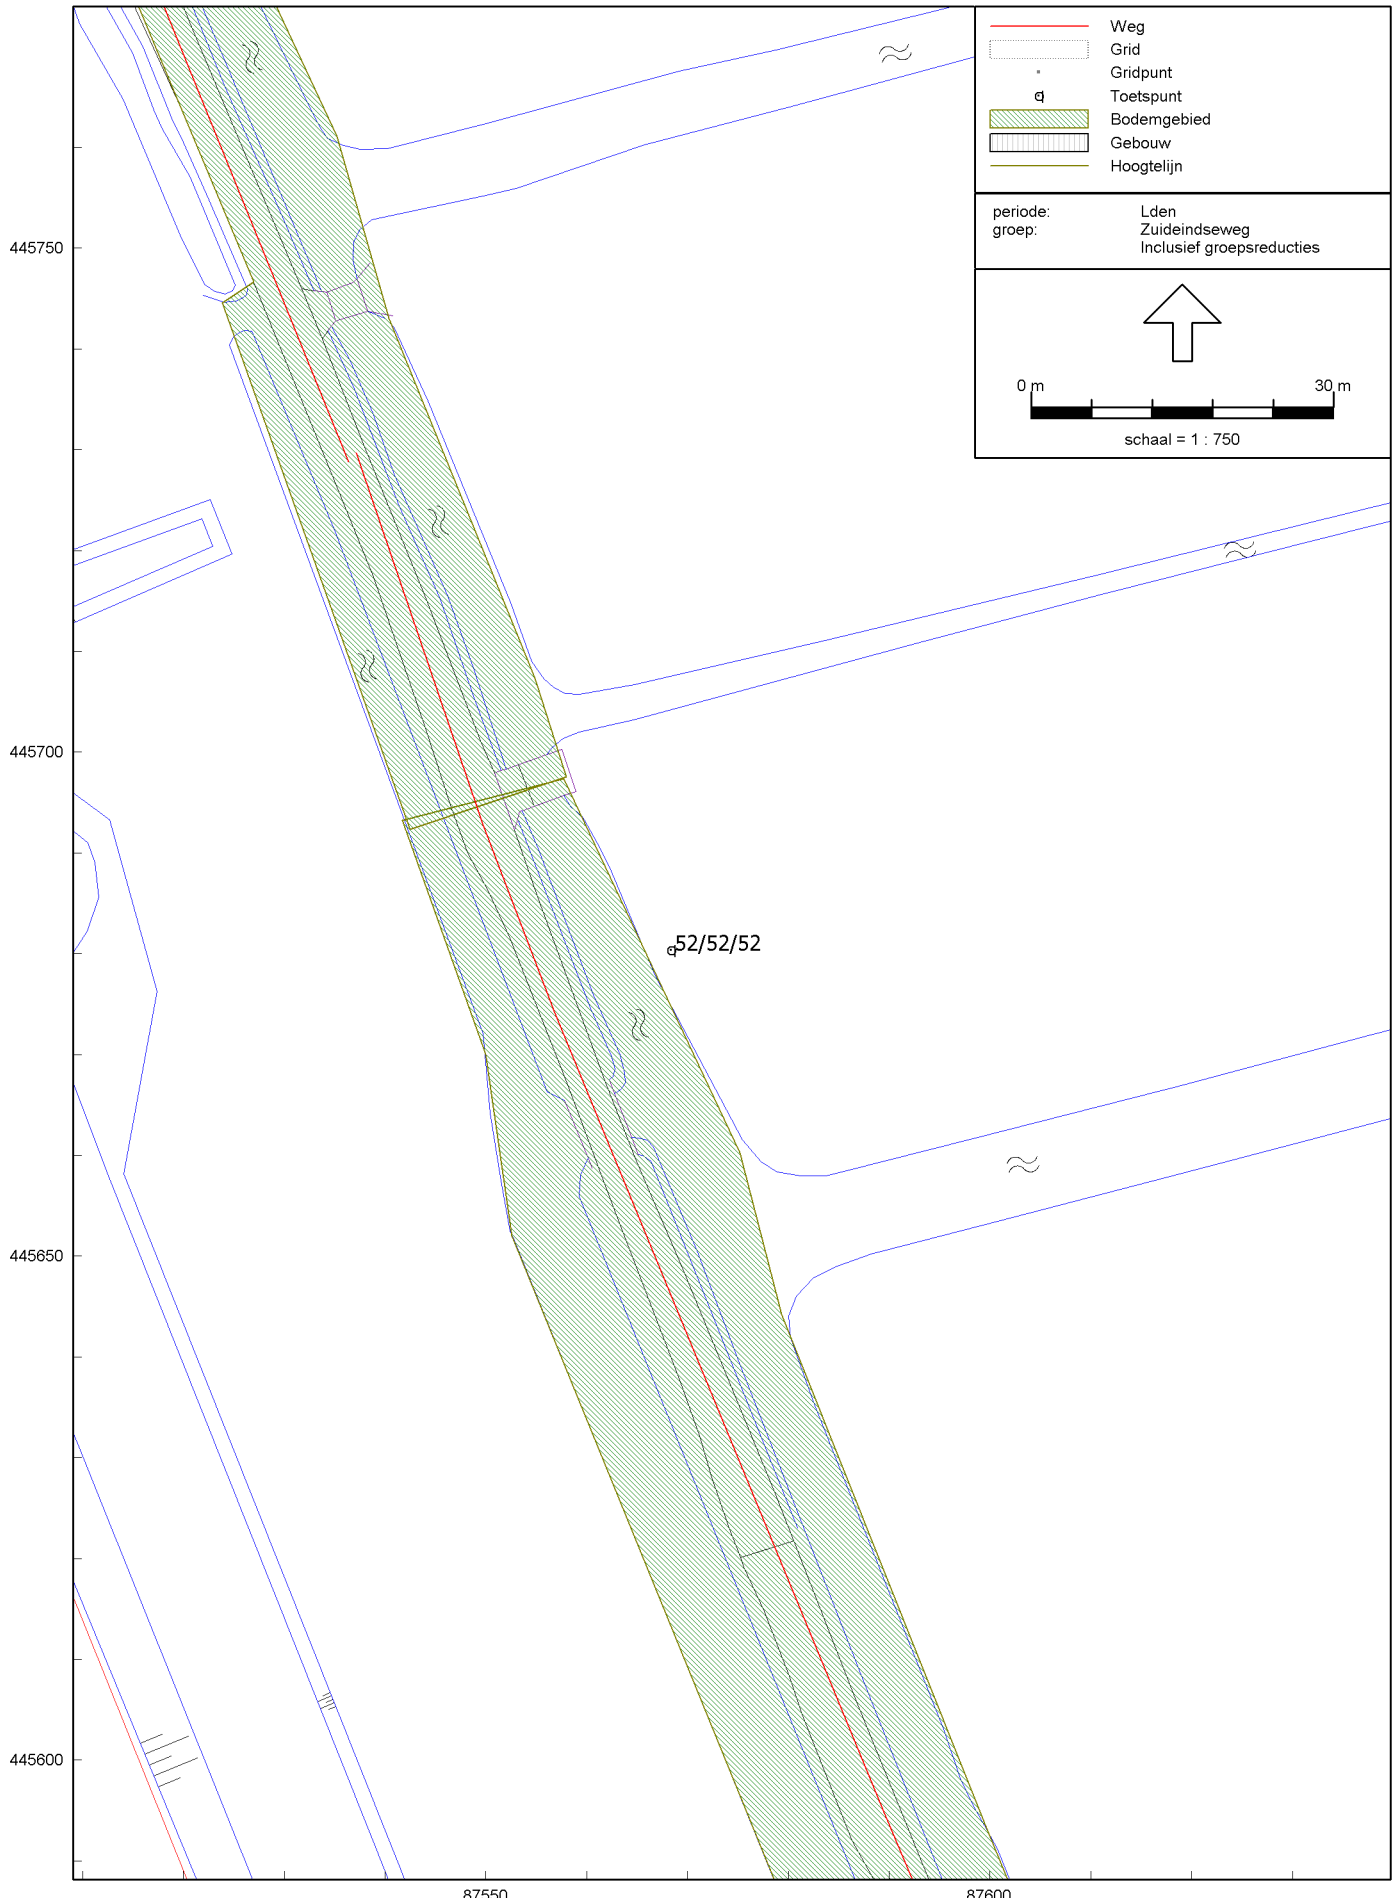 Weg
Grid
Gridpunt
Toetspunt
Bodemgebied
Gebouw
Hoogtelijn
periode: Lden
groep: Zuideindseweg
Inclusief groepsreducties
0 m 30 m
schaal = 1 : 750
445750
445700
52/52/52
445650
445600
87550 87600